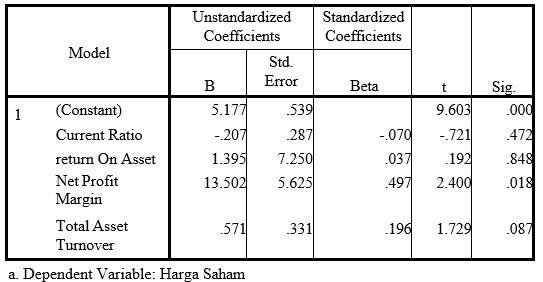 Model Unstandardized Coefficients Standardized Coefficients t Sig.
B Std. Error Beta
1 (Constant) 5.177 .539 9.603 .000
Current Ratio -.207 .287 -.070 -.721 .472
return On Asset 1.395 7.250 .037 .192 .848
Net Profit Margin 13.502 5.625 .497 2.400 .018
Total Asset Turnover .571 .331 .196 1.729 .087
a. Dependent Variable: Harga Saham